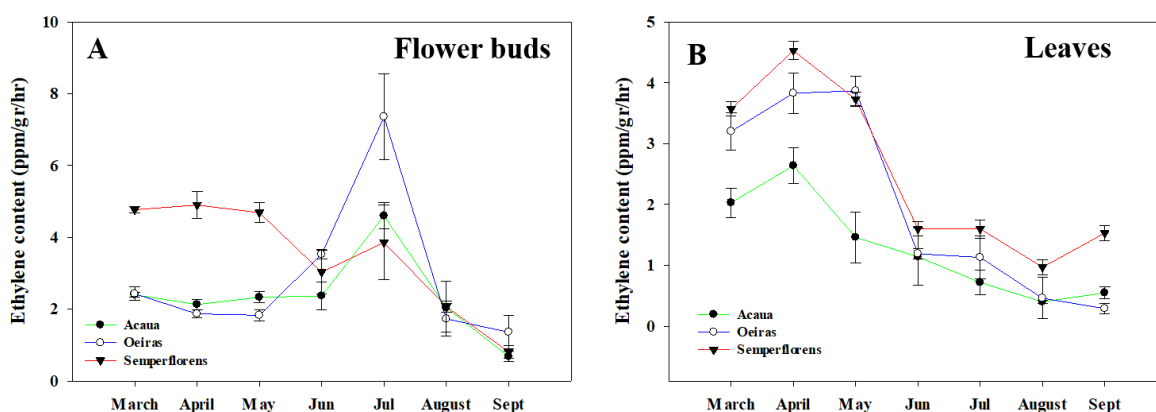 A
Flower buds
Ethylene content (ppm/gr/hr)
10
8
6
4
2
0
Acaua
Oeiras
Semperflorens
March April May Jun Jul August Sept
B
Leaves
Ethylene content (ppm/gr/hr)
5
4
3
2
1
0
Acaua
Oeiras
Semperflorens
March April May Jun Jul August Sept